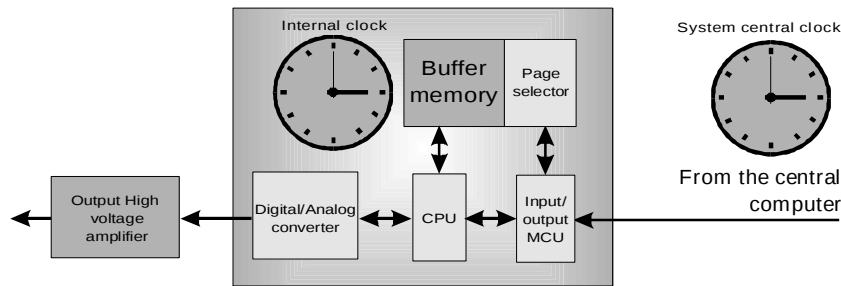 Internal clock
System central clock
Buffer
memory
Page
selector
From the central
computer
Output High
voltage
amplifier
Digital/Analog
converter
CPU
Input/
output
MCU